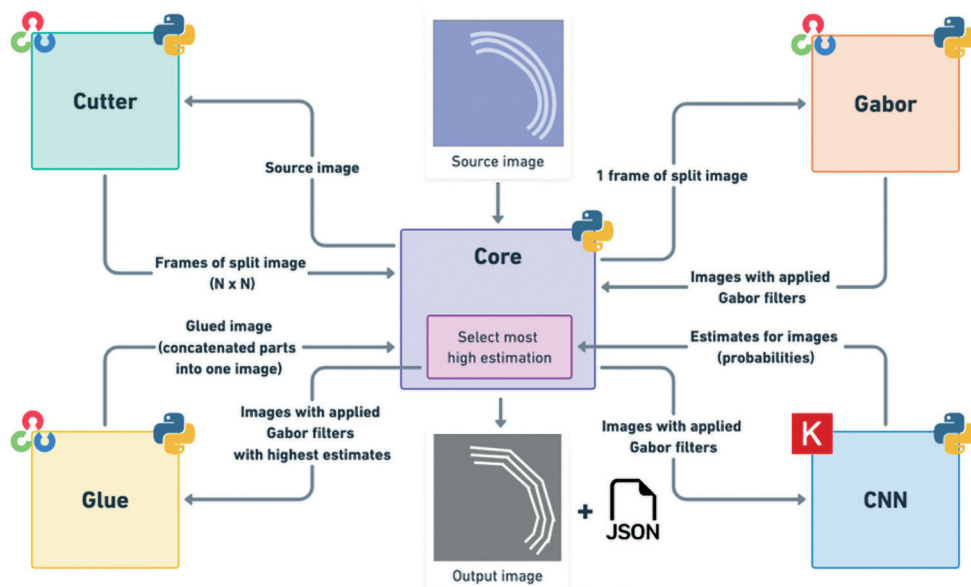 Cutter
Source image
Gabor
Source image
1 frame of split image
Core
Frames of split image
(N x N)
Images with applied
Gabor filters
Glued image
(concatenated parts
into one image)
Select most
high estimation
Estimates for images
(probabilities)
Images with applied
Gabor filters
with highest estimates
Images with applied
Gabor filters
K
Glue
+
JSON
CNN
Output image